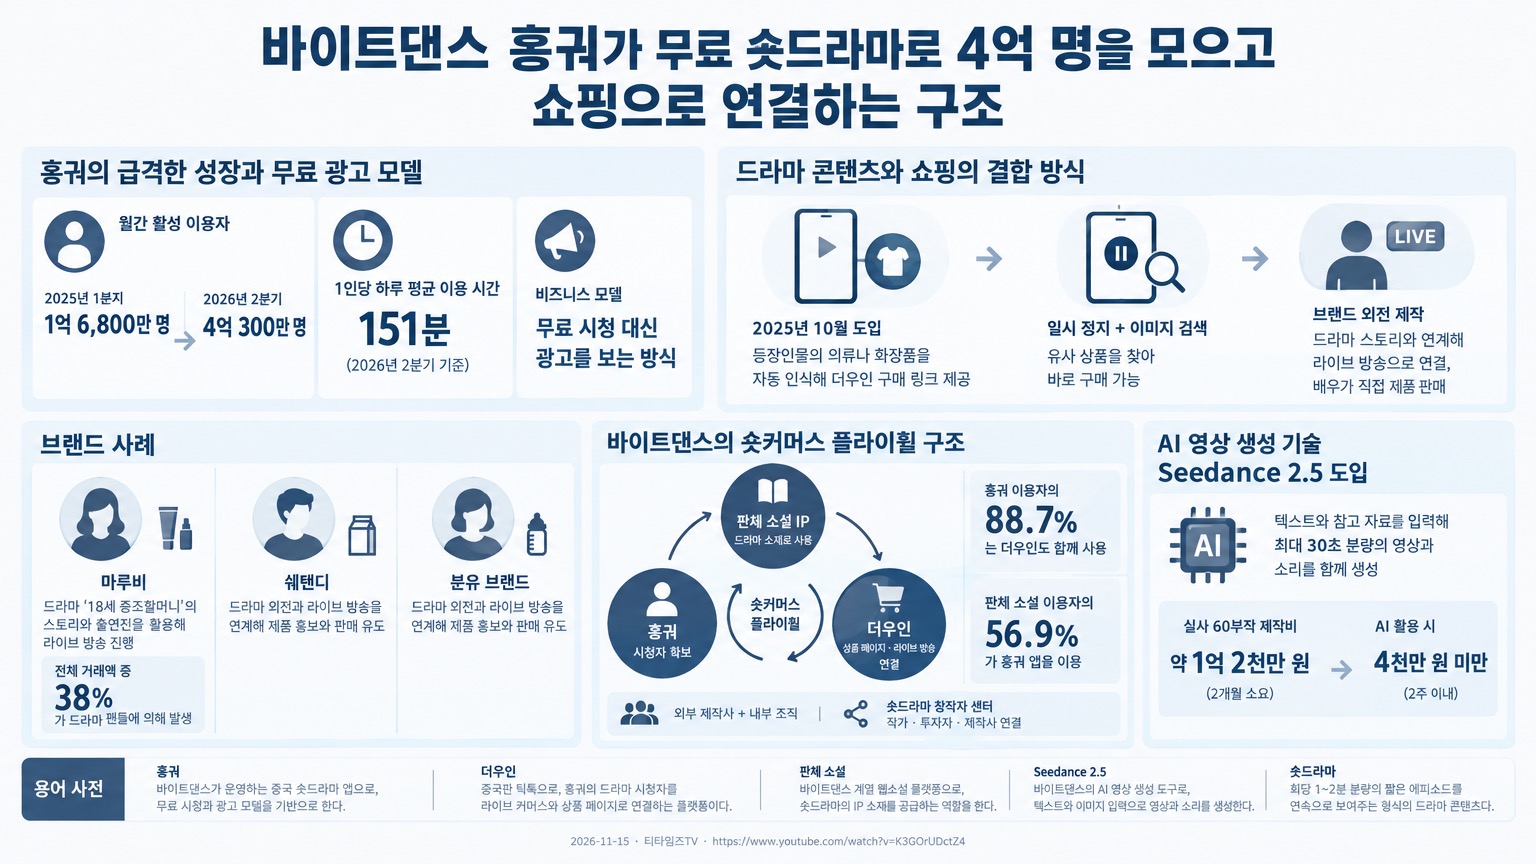 바이트댄스 홍궈가 무료 숏드라마로 4억 명을 모으고
쇼핑으로 연결하는 구조
홍궈의 급격한 성장과 무료 광고 모델
월간 활성 이용자
2025년 1분지
1억 6,800만 명
2026년 2분기
4억 300만 명
1인당 하루 평균 이용 시간
151분
(2026년 2분기 기준)
비즈니스 모델
무료 시청 대신
광고를 보는 방식
드라마 콘텐츠와 쇼핑의 결합 방식
2025년 10월 도입
등장인물의 의류나 화장품을
자동 인식해 더우인 구매 링크 제공
일시 정지 + 이미지 검색
유사 상품을 찾아
바로 구매 가능
LIVE
브랜드 외전 제작
드라마 스토리와 연계해
라이브 방송으로 연결,
배우가 직접 제품 판매
브랜드 사례
마루비
드라마 ‘18세 증조할머니’의
스토리와 출연진을 활용해
라이브 방송 진행
전체 거래액 중
38%
가 드라마 팬들에 의해 발생
쉐탠디
드라마 외전과 라이브 방송을
연계해 제품 홍보와 판매 유도
분유 브랜드
드라마 외전과 라이브 방송을
연계해 제품 홍보와 판매 유도
바이트댄스의 숏커머스 플라이휠 구조
판체 소설 IP
드라마 소재로 사용
홍궈
시청자 확보
숏커머스
플라이휠
더우인
상품 페이지 · 라이브 방송
연결
홍궈 이용자의
88.7%
는 더우인도 함께 사용
판체 소설 이용자의
56.9%
가 홍궈 앱을 이용
외부 제작사 + 내부 조직
숏드라마 창작자 센터
작가 · 투자자 · 제작사 연결
AI 영상 생성 기술
Seedance 2.5 도입
AI
텍스트와 참고 자료를 입력해
최대 30초 분량의 영상과
소리를 함께 생성
실사 60부작 제작비
약 1억 2천만 원
(2개월 소요)
AI 활용 시
4천만 원 미만
(2주 이내)
용어 사전
홍궈
바이트댄스가 운영하는 중국 숏드라마 앱으로,
무료 시청과 광고 모델을 기반으로 한다.
더우인
중국판 틱톡으로, 홍궈의 드라마 시청자를
라이브 커머스와 상품 페이지로 연결하는 플랫폼이다.
판체 소설
바이트댄스 계열 웹소설 플랫폼으로,
숏드라마의 IP 소재를 공급하는 역할을 한다.
Seedance 2.5
바이트댄스의 AI 영상 생성 도구로,
텍스트와 이미지 입력으로 영상과 소리를 생성한다.
숏드라마
회당 1~2분 분량의 짧은 에피소드를
연속으로 보여주는 형식의 드라마 콘텐츠다.
2026-11-15 · 티타임즈TV · https://www.youtube.com/watch?v=K3GOrUDctZ4